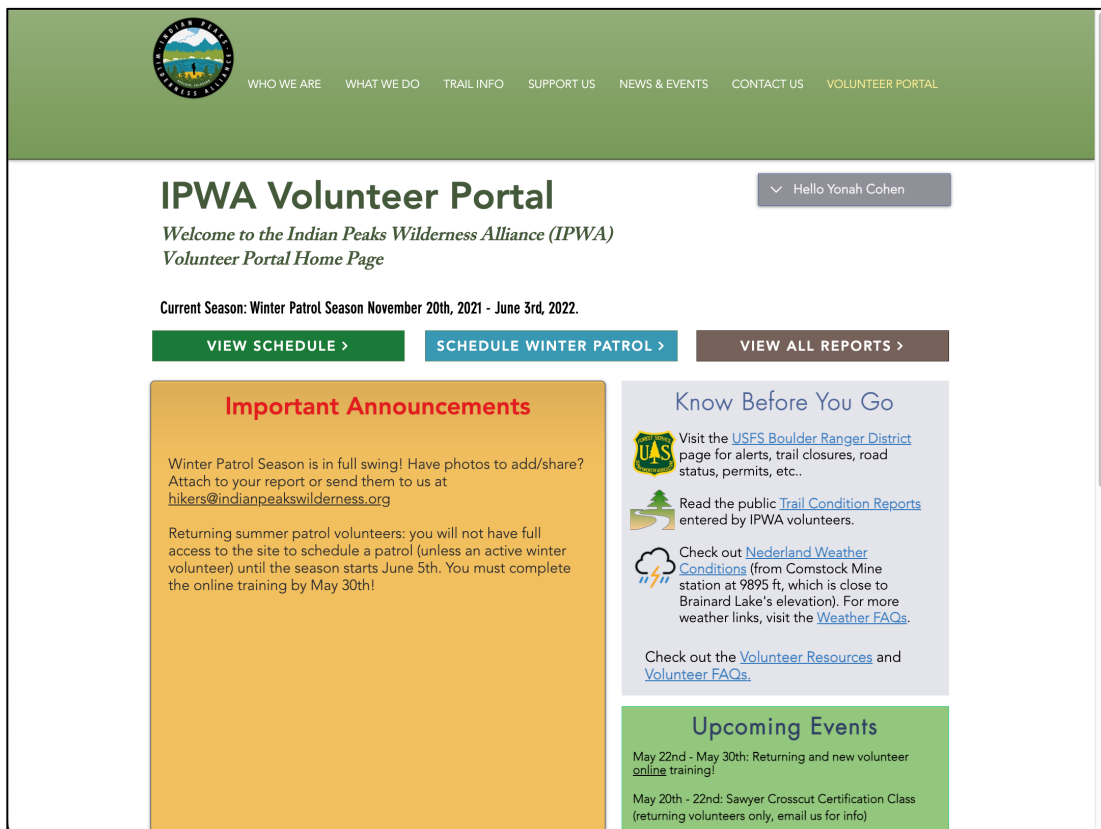 INDIAN PEAKS
WILDERNESS ALLIANCE
WHO WE ARE
WHAT WE DO
TRAIL INFO
SUPPORT US
NEWS & EVENTS
CONTACT US
VOLUNTEER PORTAL
IPWA Volunteer Portal
Hello Yonah Cohen
Welcome to the Indian Peaks Wilderness Alliance (IPWA)
Volunteer Portal Home Page
Current Season: Winter Patrol Season November 20th, 2021 - June 3rd, 2022.
VIEW SCHEDULE >
SCHEDULE WINTER PATROL >
VIEW ALL REPORTS >
Important Announcements
Winter Patrol Season is in full swing! Have photos to add/share?
Attach to your report or send them to us at
hikers@indianpeakswilderness.org
Returning summer patrol volunteers: you will not have full
access to the site to schedule a patrol (unless an active winter
volunteer) until the season starts June 5th. You must complete
the online training by May 30th!
Know Before You Go
FOREST SERVICE
UAS
Visit the USFS Boulder Ranger District
page for alerts, trail closures, road
status, permits, etc..
Read the public Trail Condition Reports
entered by IPWA volunteers.
Check out Nederland Weather
Conditions (from Comstock Mine
station at 9895 ft, which is close to
Brainard Lake's elevation). For more
weather links, visit the Weather FAQs.
Check out the Volunteer Resources and
Volunteer FAQs.
Upcoming Events
May 22nd - May 30th: Returning and new volunteer
online training!
May 20th - 22nd: Sawyer Crosscut Certification Class
(returning volunteers only, email us for info)